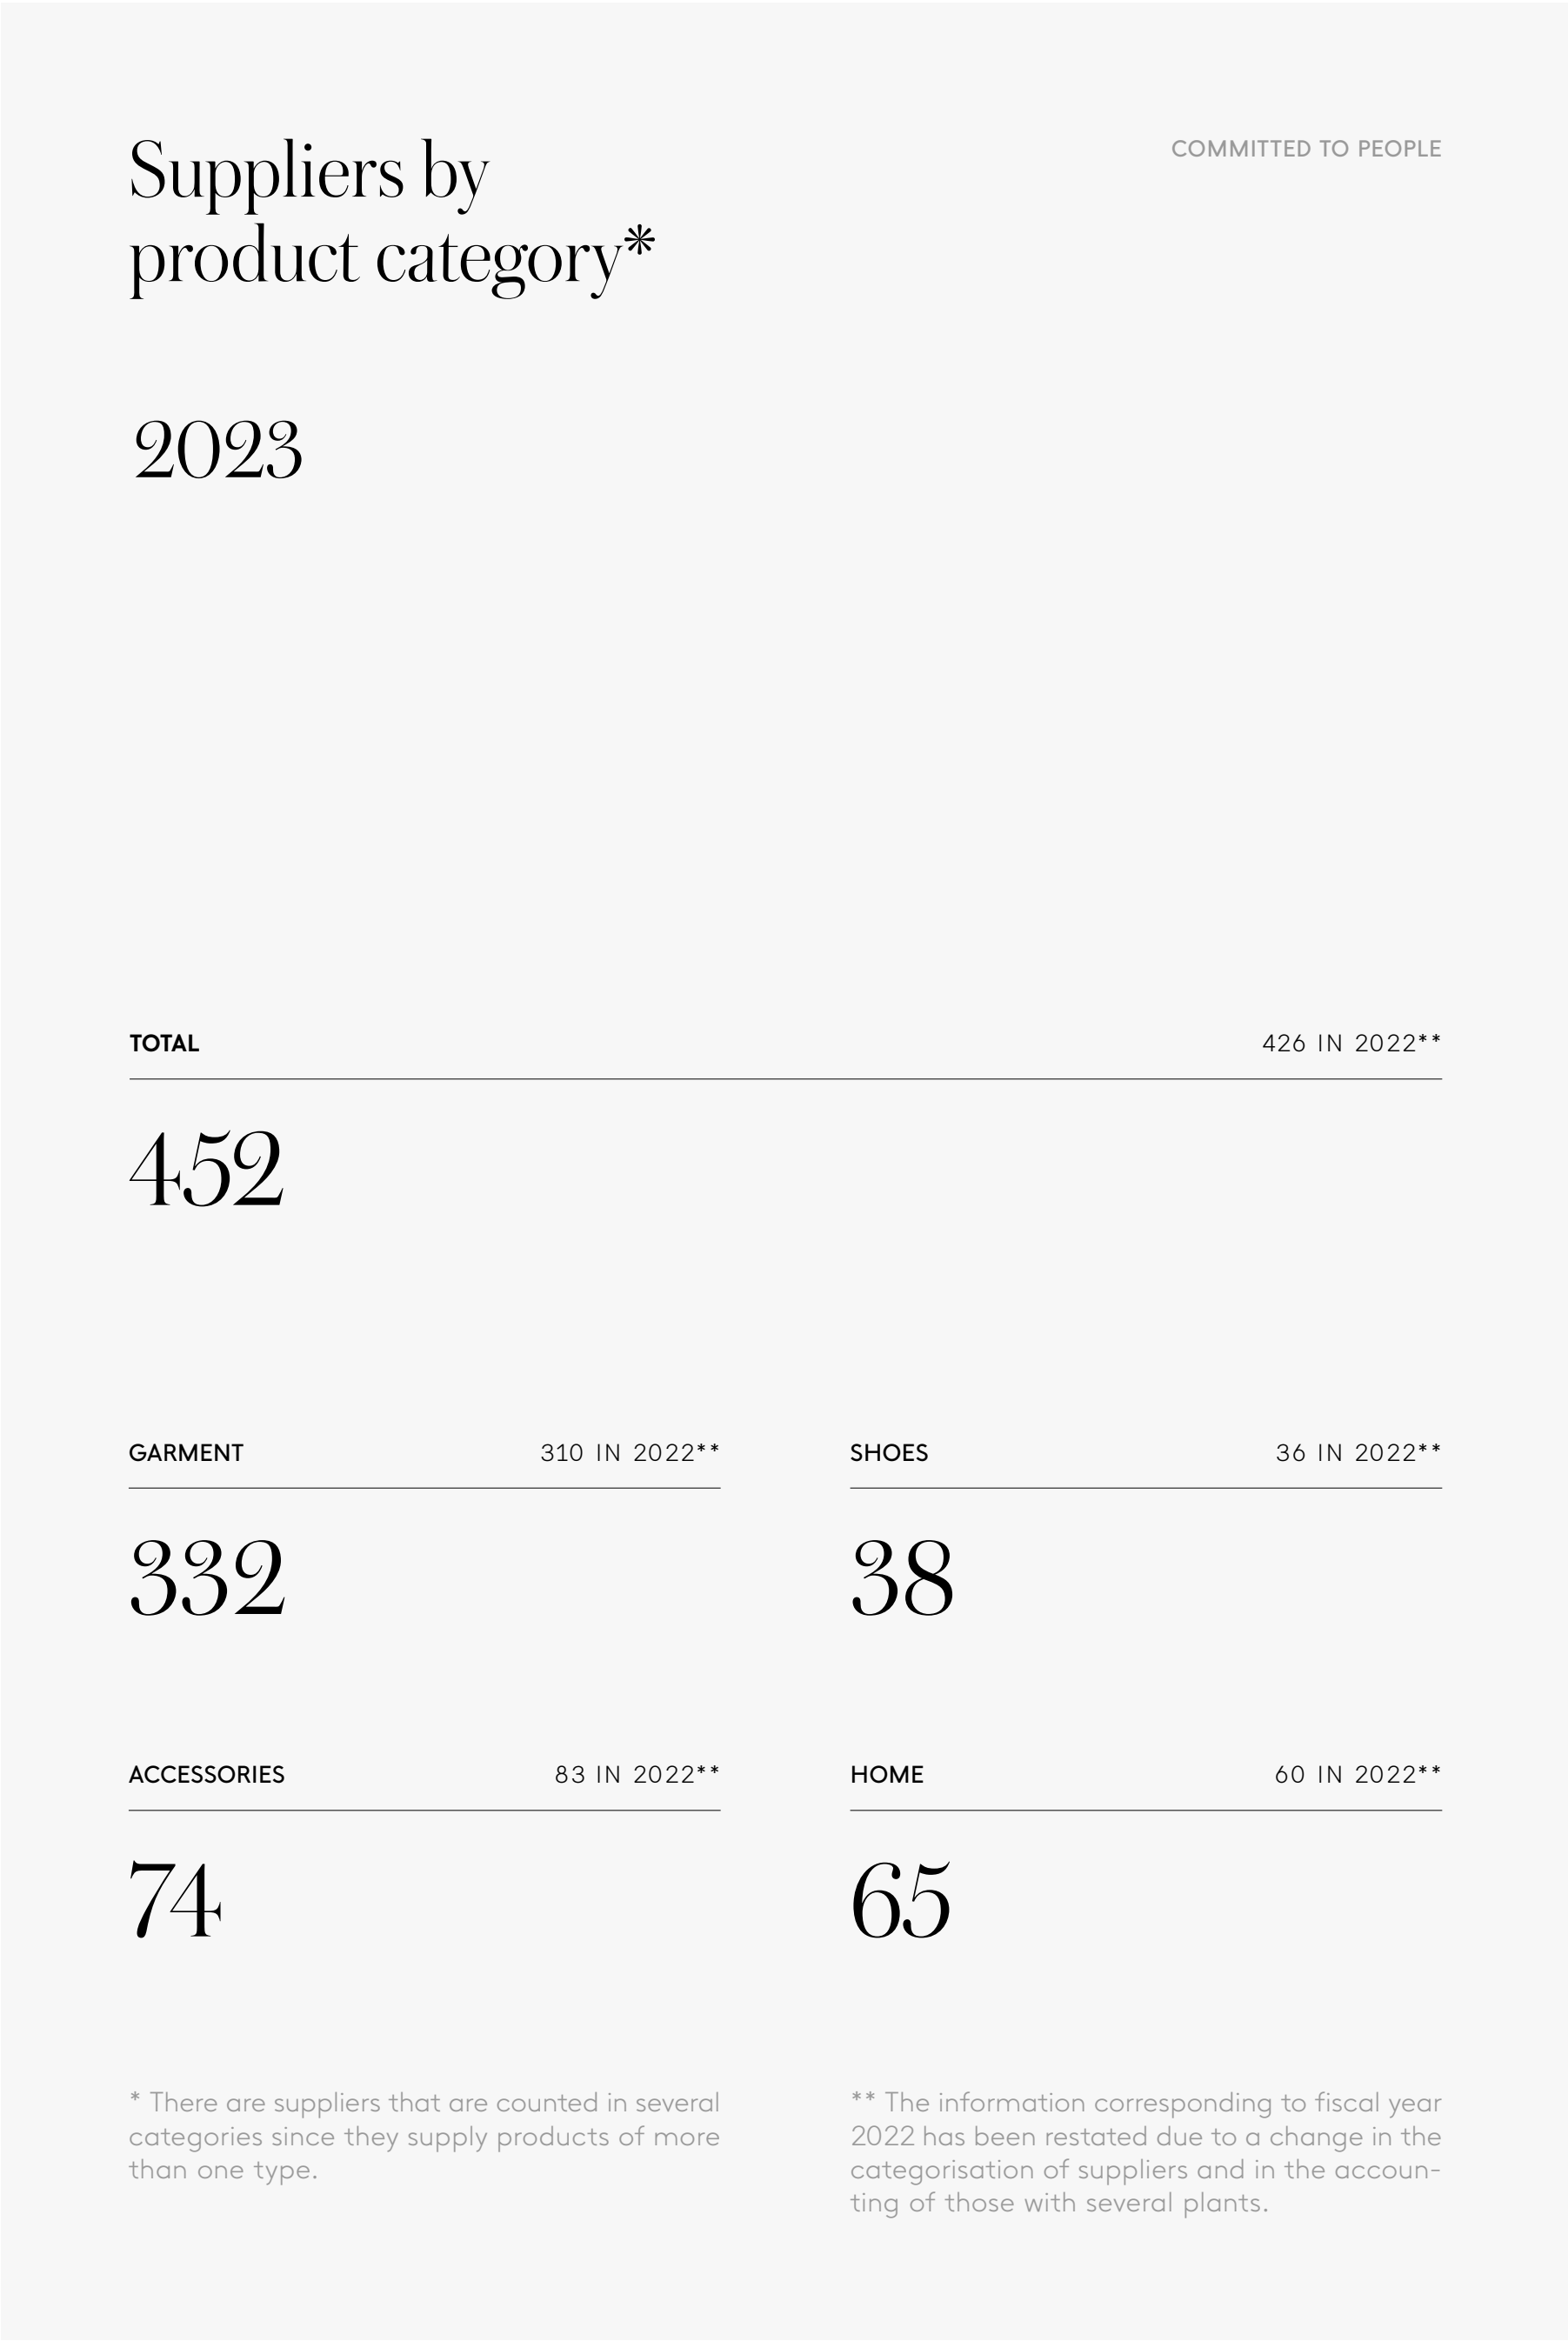 Suppliers by
product category*
COMMITTED TO PEOPLE
2023
TOTAL
426 IN 2022**
452
GARMENT
310 IN 2022**
332
SHOES
36 IN 2022**
38
ACCESSORIES
83 IN 2022**
74
HOME
60 IN 2022**
65
* There are suppliers that are counted in several
categories since they supply products of more
than one type.
** The information corresponding to fiscal year
2022 has been restated due to a change in the
categorisation of suppliers and in the accoun-
ting of those with several plants.